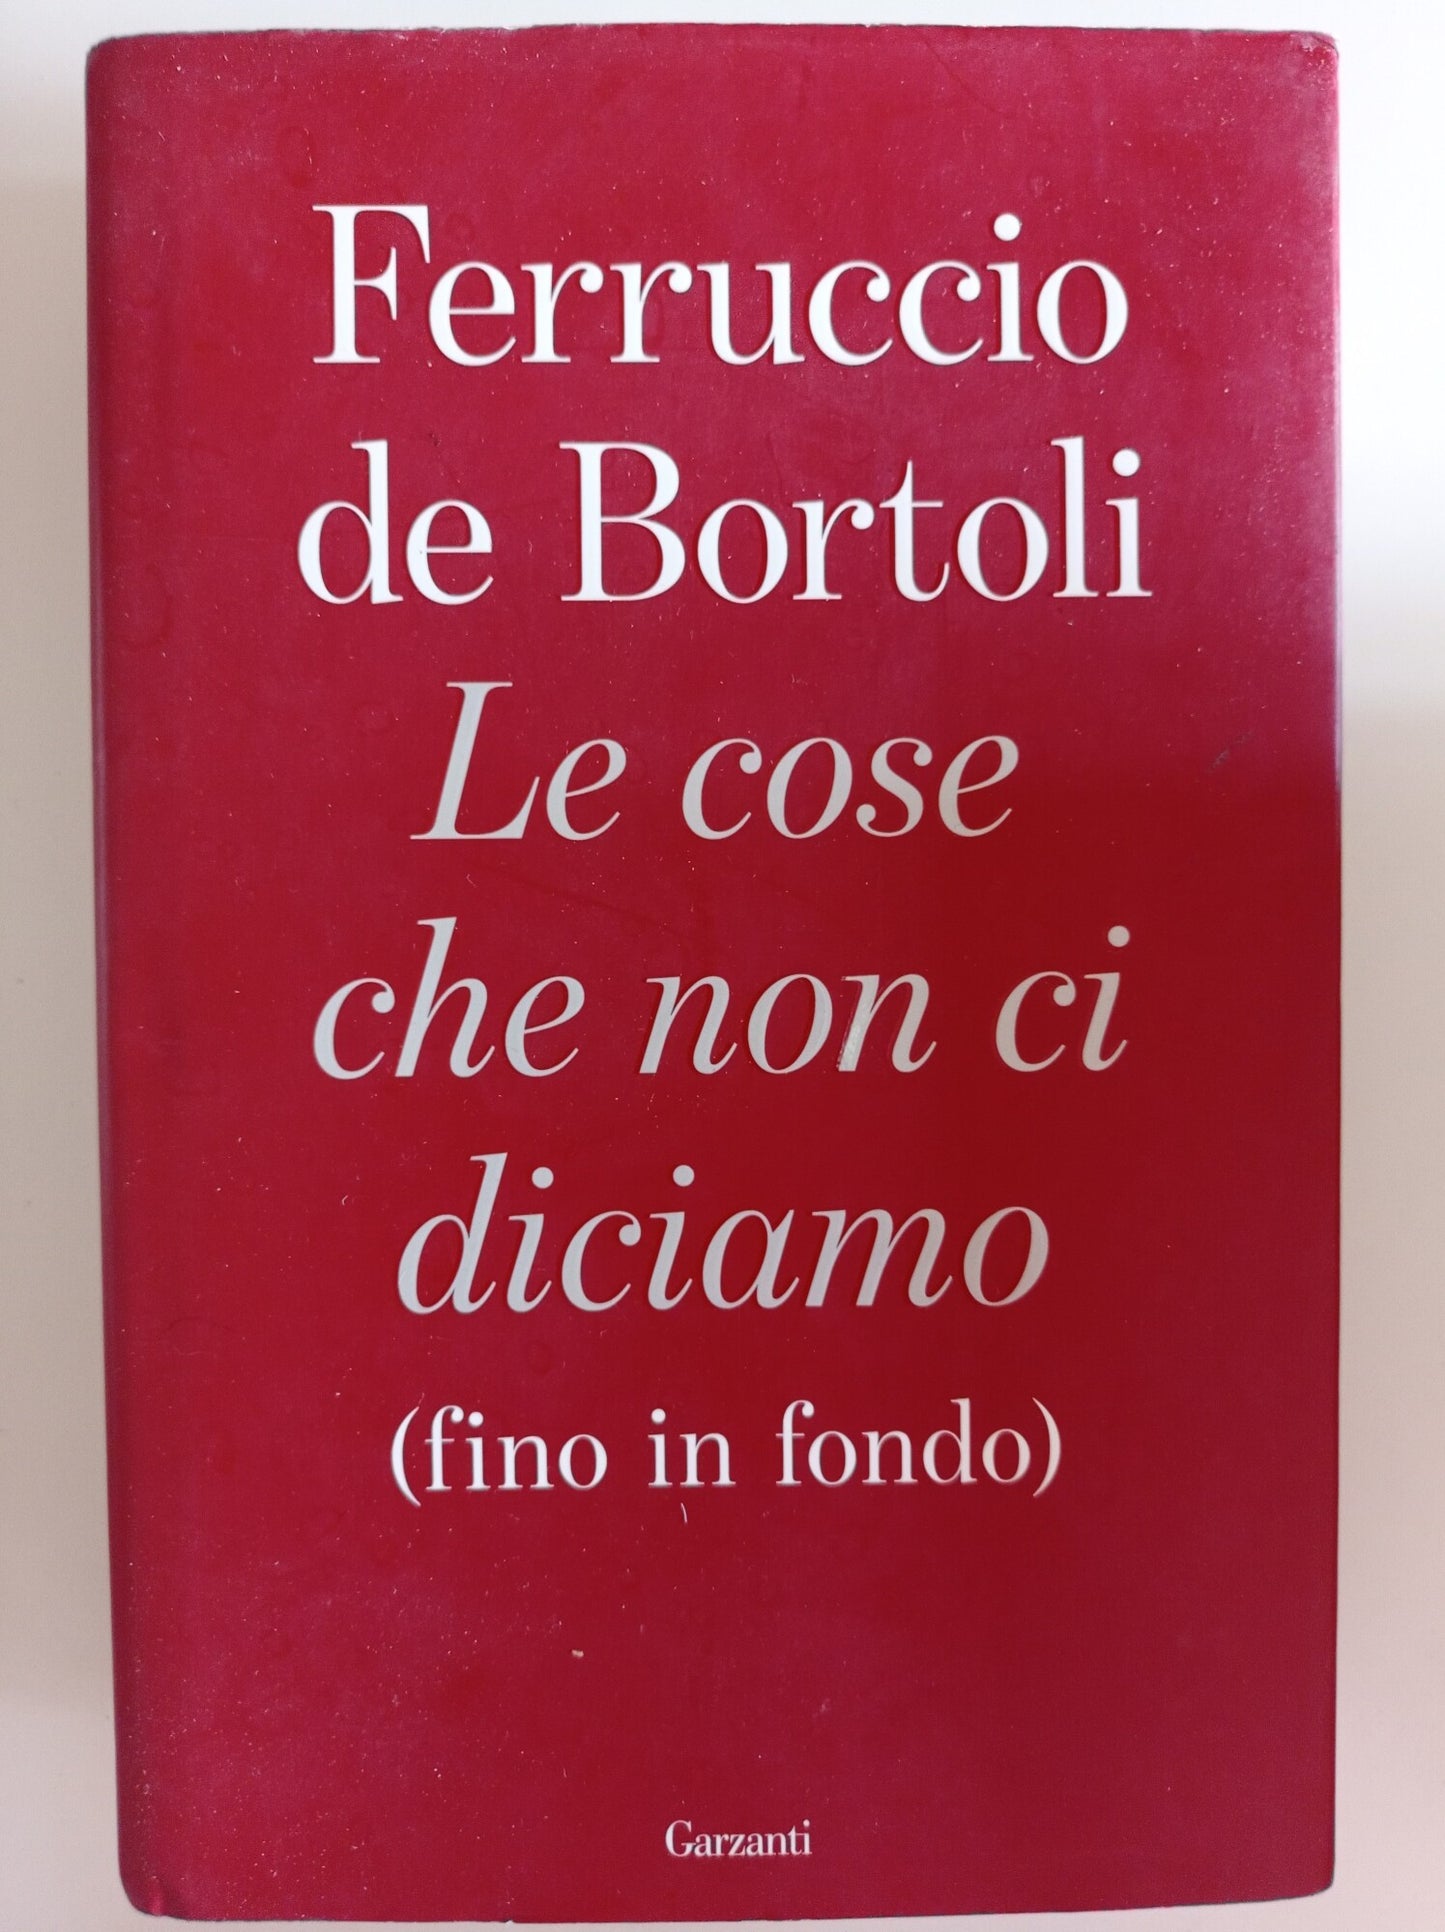 Ferruccio
de Bortoli
Le cose
che non ci
diciamo
(fino in fondo)
Garzanti